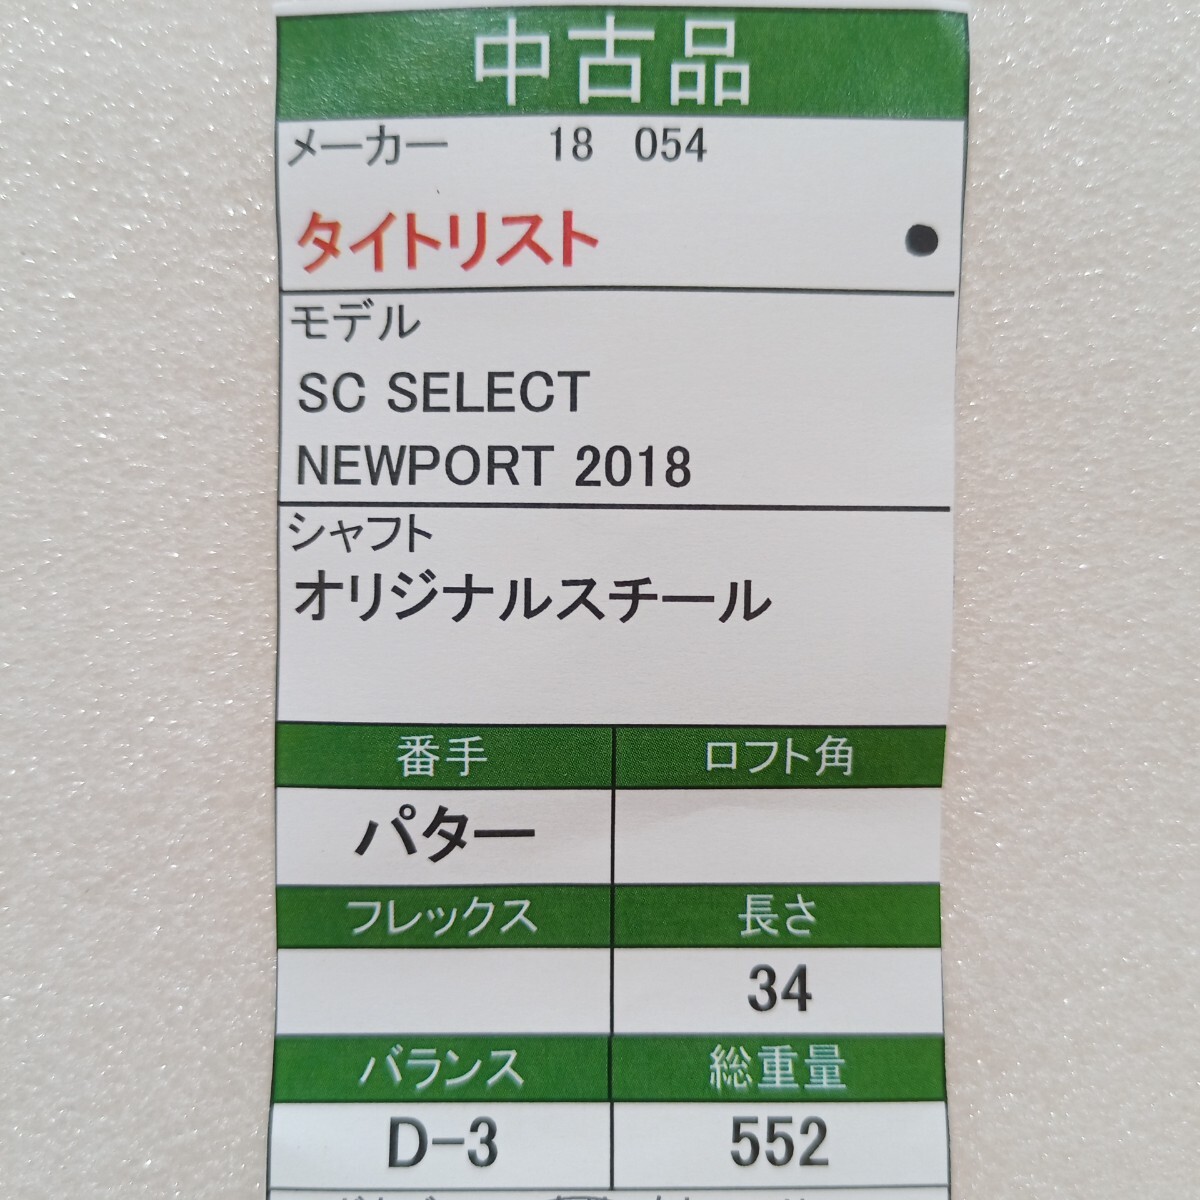 中古品
メーカー 18 054
タイトリスト
モデル
SC SELECT
NEWPORT 2018
シャフト
オリジナルスチール
番手 ロフト角
パター
フレックス 長さ
34
バランス 総重量
D-3 552